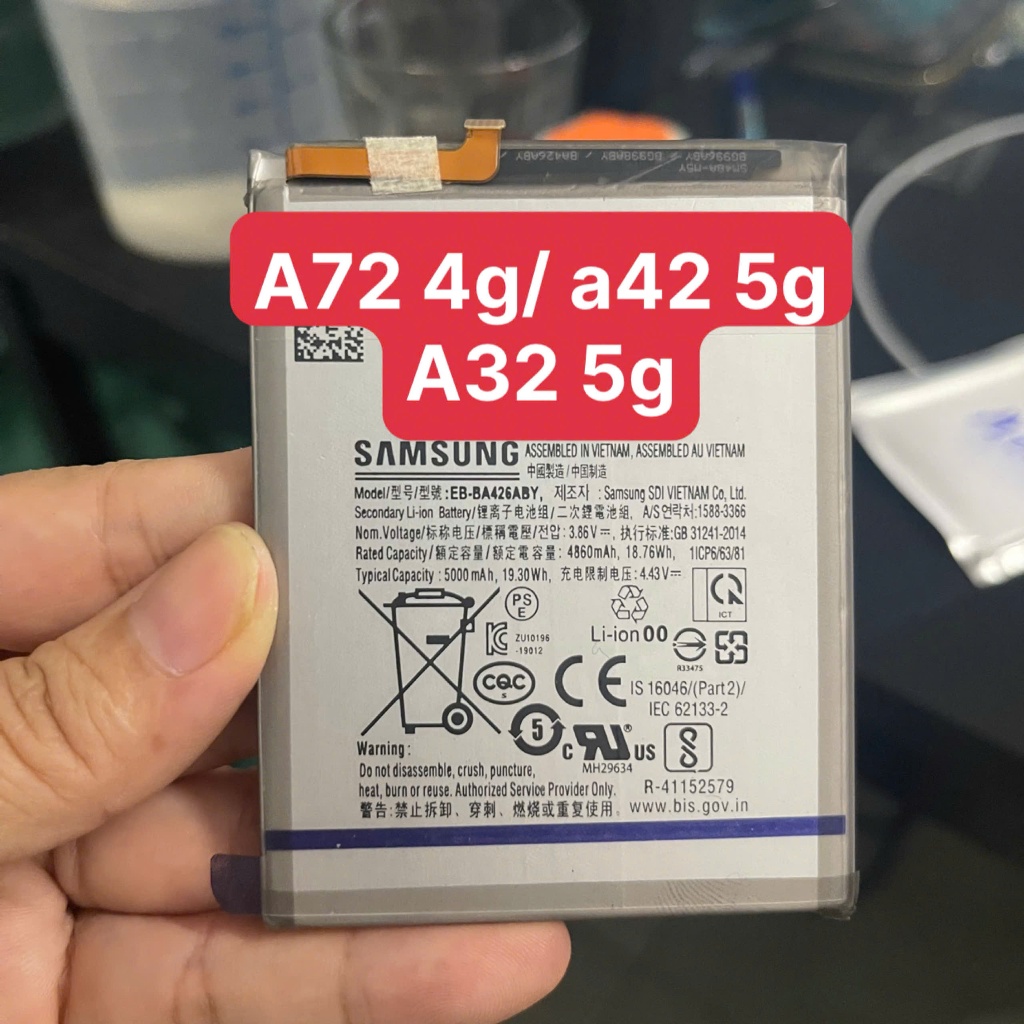 BG936ABY / BG938ABY / BA426ABY
SM48A-M5Y
A72 4g/ a42 5g
A32 5g
SAMSUNG ASSEMBLED IN VIETNAM, ASSEMBLED AU VIETNAM
中國製造/中国制造
Model/型号/型號:EB-BA426ABY, 제조자 : Samsung SDI VIETNAM Co, Ltd.
Secondary Li-ion Battery/锂离子电池组/二次鋰電池組, A/S연락처:1588-3366
Nom. Voltage/标称电压/標稱電壓/전압: 3.86V⎓, 执行标准:GB 31241-2014
Rated Capacity/额定容量/額定電容量: 4860mAh, 18.76Wh, 1ICP6/63/81
Typical Capacity : 5000 mAh, 19.30Wh, 充电限制电压: 4.43V⎓
PS
E
ICT
ZU10196
-19012
Li-ion 00
R33475
CQC
S
CE
IS 16046/(Part2)/
IEC 62133-2
5
c RU ® US
MH29634
Warning :
Do not disassemble, crush, puncture,
heat, burn or reuse. Authorized Service Provider Only.
警告:禁止拆卸、穿刺、燃烧或重复使用。
R-41152579
www.bis.gov.in